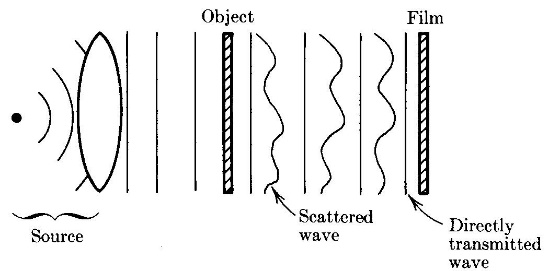 Object
Film
Scattered
wave
Directly
transmitted
wave
Source